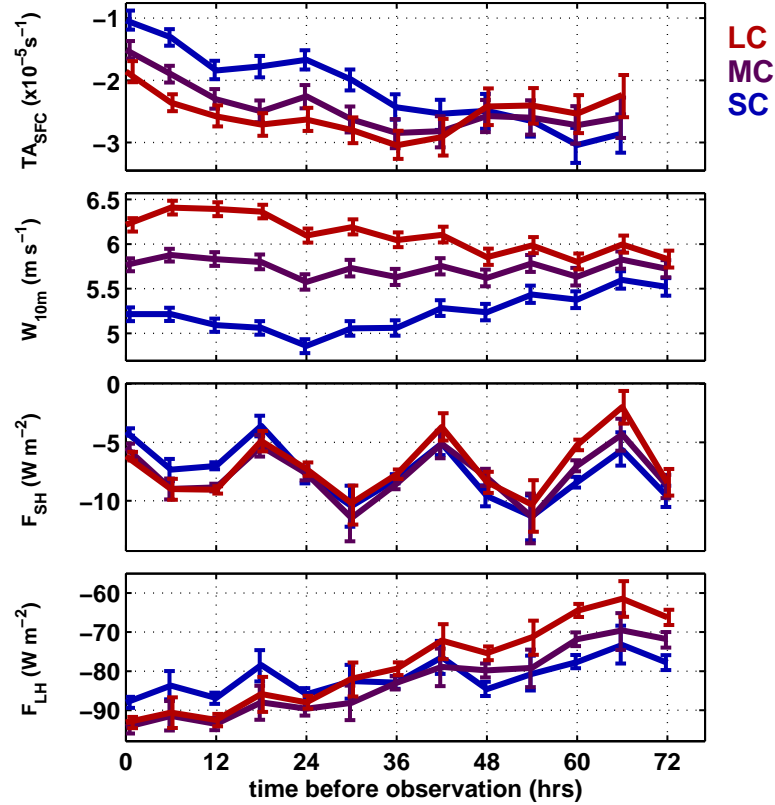 TA_SFC (x10⁻⁵ s⁻¹)
−1
−2
−3
LC
MC
SC
W_10m (m s⁻¹)
6.5
6
5.5
5
F_SH (W m⁻²)
0
−5
−10
F_LH (W m⁻²)
−60
−70
−80
−90
0 12 24 36 48 60 72
time before observation (hrs)